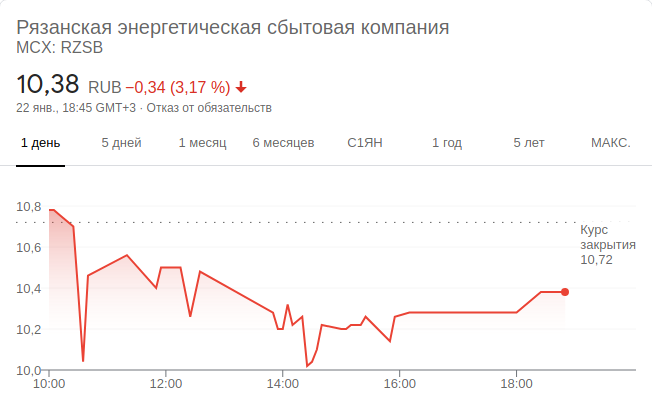 Рязанская энергетическая сбытовая компания
MCX: RZSB
10,38 RUB −0,34 (3,17 %)
22 янв., 18:45 GMT+3 · Отказ от обязательств
1 день 5 дней 1 месяц 6 месяцев С1ЯН 1 год 5 лет МАКС.
10,8
Курс
закрытия
10,72
10,6
10,4
10,2
10,0
10:00 12:00 14:00 16:00 18:00